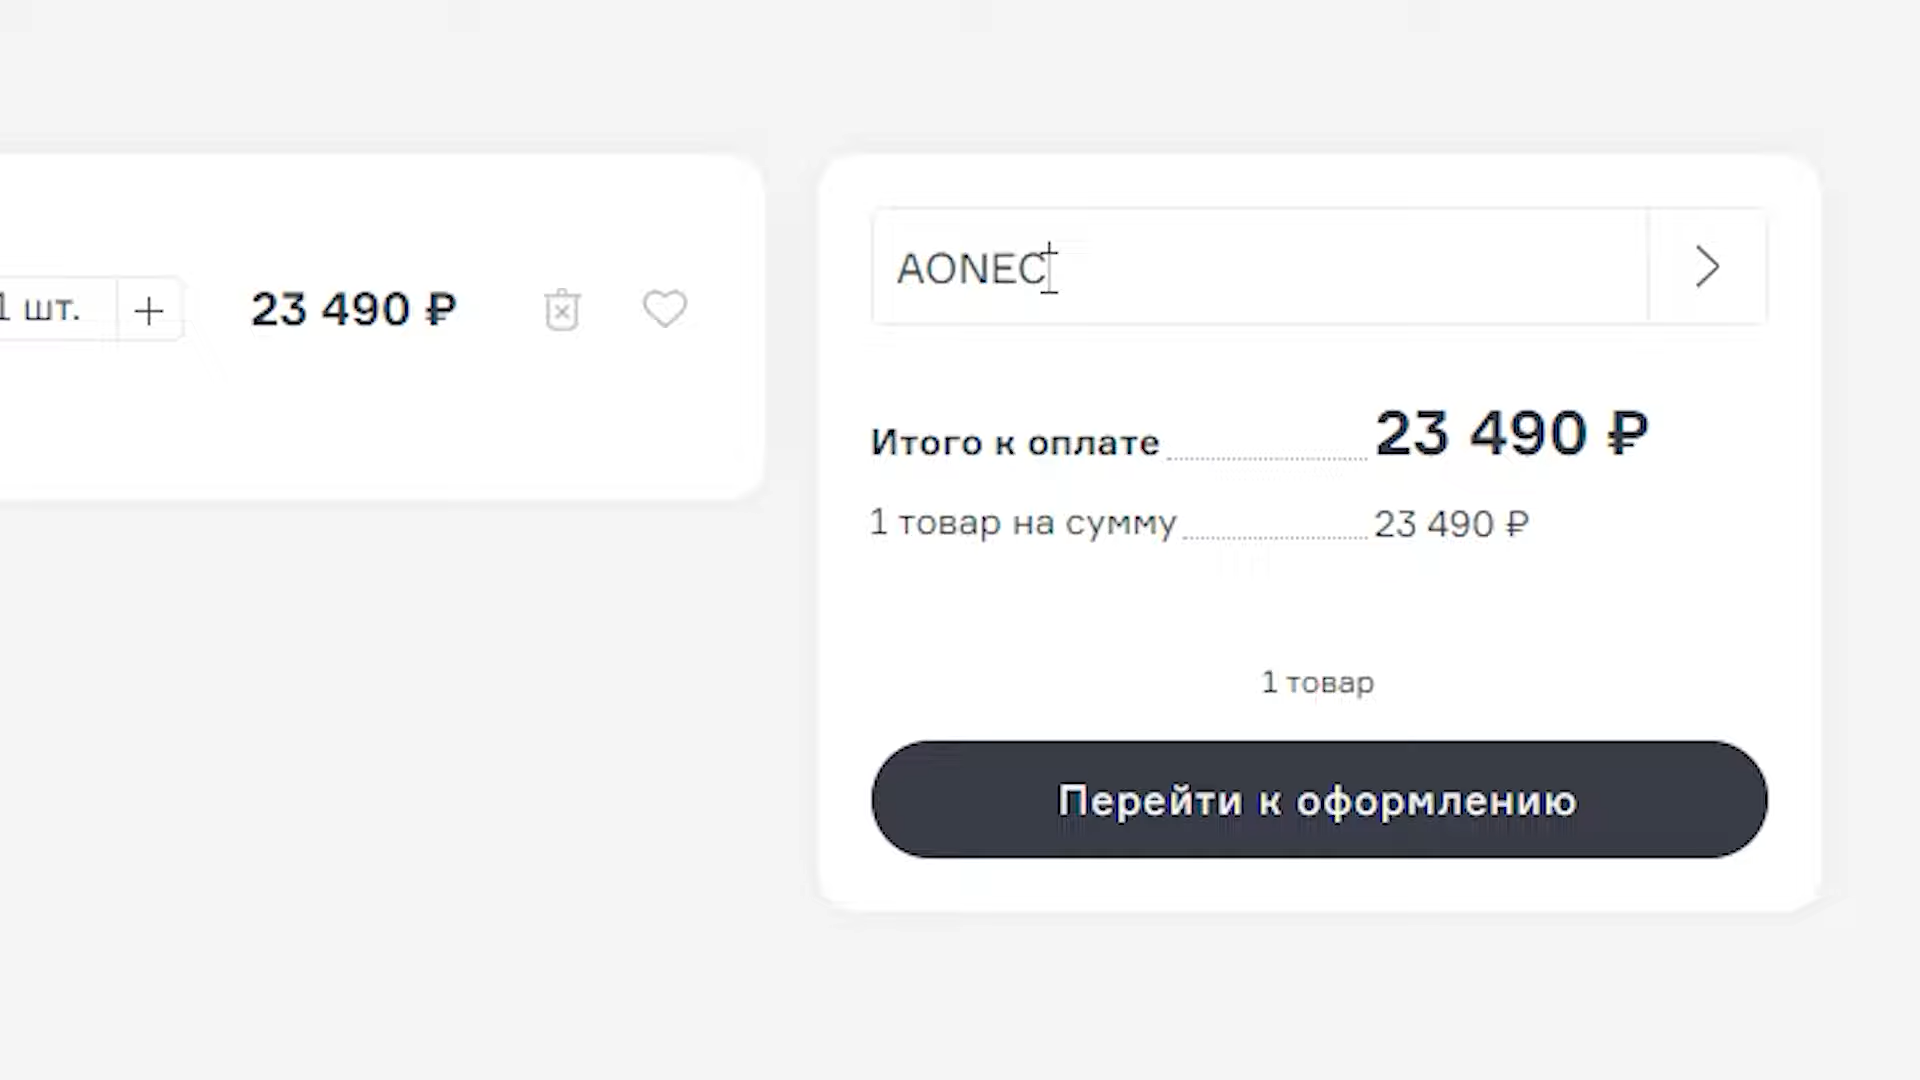 1 шт. + 23 490 ₽
AONEC
Итого к оплате 23 490 ₽
1 товар на сумму 23 490 ₽
1 товар
Перейти к оформлению